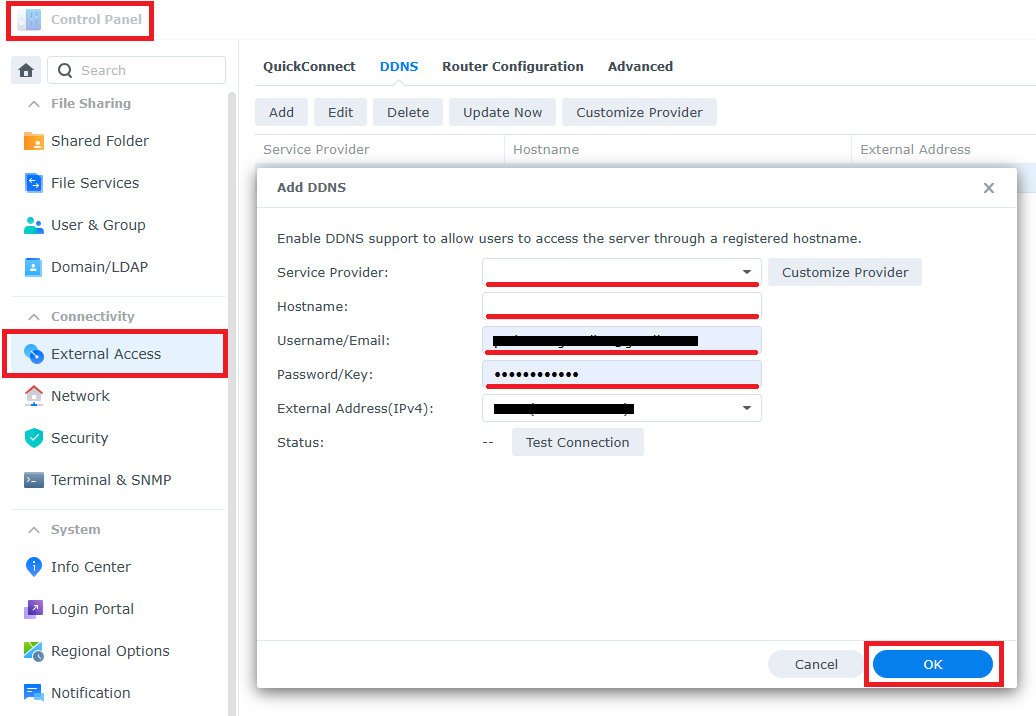 Control Panel
Search
File Sharing
Shared Folder
File Services
User & Group
Domain/LDAP
Connectivity
External Access
Network
Security
Terminal & SNMP
System
Info Center
Login Portal
Regional Options
Notification
QuickConnect DDNS Router Configuration Advanced
Add Edit Delete Update Now Customize Provider
Service Provider Hostname External Address
Add DDNS
Enable DDNS support to allow users to access the server through a registered hostname.
Service Provider: Customize Provider
Hostname:
Username/Email:
Password/Key: ••••••••••••
External Address(IPv4):
Status: -- Test Connection
Cancel OK